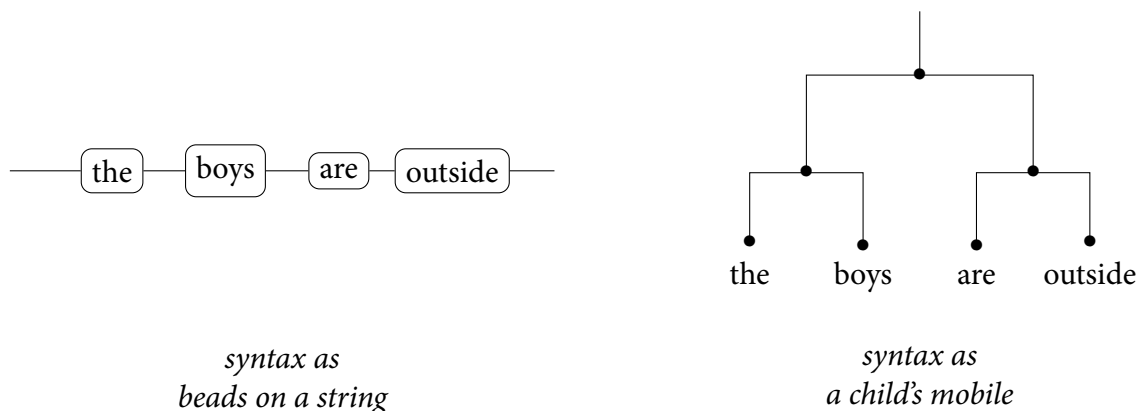 the boys are outside
the boys are outside
syntax as
beads on a string
syntax as
a child's mobile